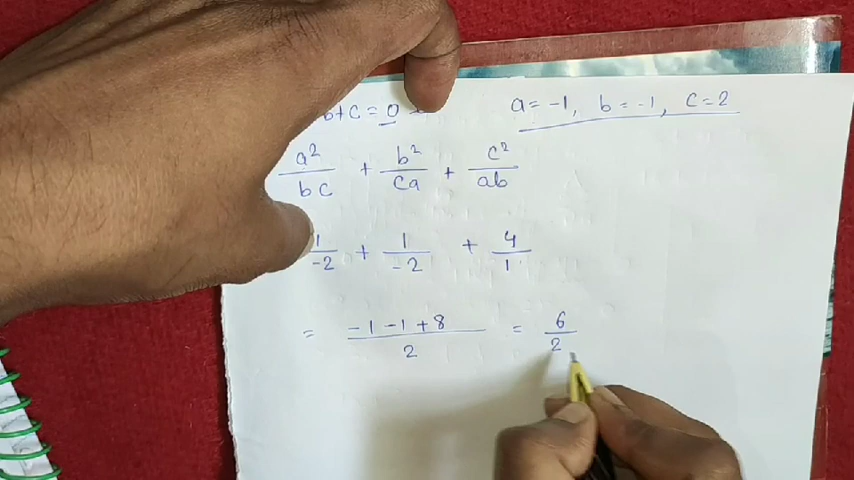 b+c = 0 a = -1, b = -1, c = 2
a²/bc + b²/ca + c²/ab
1/-2 + 1/-2 + 4/1
= -1-1+8/2 = 6/2